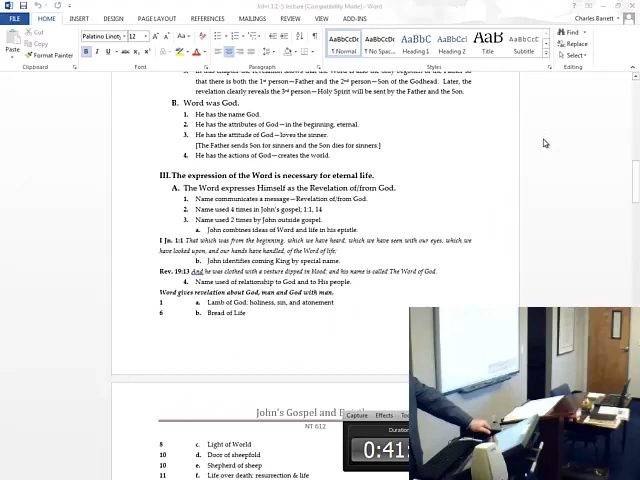 John 1.1-5 lecture [Compatibility Mode] - Word
FILE HOME INSERT DESIGN PAGE LAYOUT REFERENCES MAILINGS REVIEW VIEW ADD-INS Charles Barrett
Cut
Copy
Format Painter
Paste
Clipboard
Palatino Linoty 12
Font
Paragraph
AaBbCcDc AaBbCcDc AaBbC AaBbCc AaB AaBbCcC
¶ Normal ¶ No Spac... Heading 1 Heading 2 Title Subtitle
Styles
Find
Replace
Select
Editing
that there is both the 1st person—Father and the 2nd person—Son of the Godhead. Later, the
revelation clearly reveals the 3rd person—Holy Spirit will be sent by the Father and the Son.
B. Word was God.
1. He has the name God.
2. He has the attributes of God—in the beginning, eternal.
3. He has the attitude of God—loves the sinner.
[The Father sends Son for sinners and the Son dies for sinners.]
4. He has the actions of God—creates the world.
III. The expression of the Word is necessary for eternal life.
A. The Word expresses Himself as the Revelation of/from God.
1. Name communicates a message—Revelation of/from God.
2. Name used 4 times in John's gospel; 1:1, 14
3. Name used 2 times by John outside gospel.
a. John combines ideas of Word and life in his epistle.
I Jn. 1:1 That which was from the beginning, which we have heard, which we have seen with our eyes, which we
have looked upon, and our hands have handled, of the Word of life;
b. John identifies coming King by special name.
Rev. 19:13 And he was clothed with a vesture dipped in blood: and his name is called The Word of God.
4. Name used of relationship to God and to His people.
Word gives revelation about God, man and God with man.
1 a. Lamb of God: holiness, sin, and atonement
6 b. Bread of Life
John's Gospel and
NT 612
8 c. Light of World
10 d. Door of sheepfold
10 e. Shepherd of sheep
11 f. Life over death: resurrection & life
Capture Effects
Duration
0:41